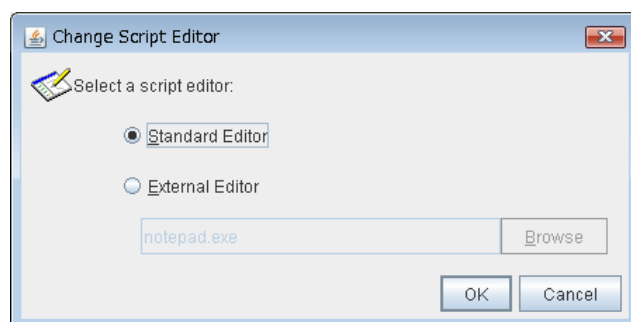 Change Script Editor
Select a script editor:
Standard Editor
External Editor
notepad.exe Browse
OK Cancel